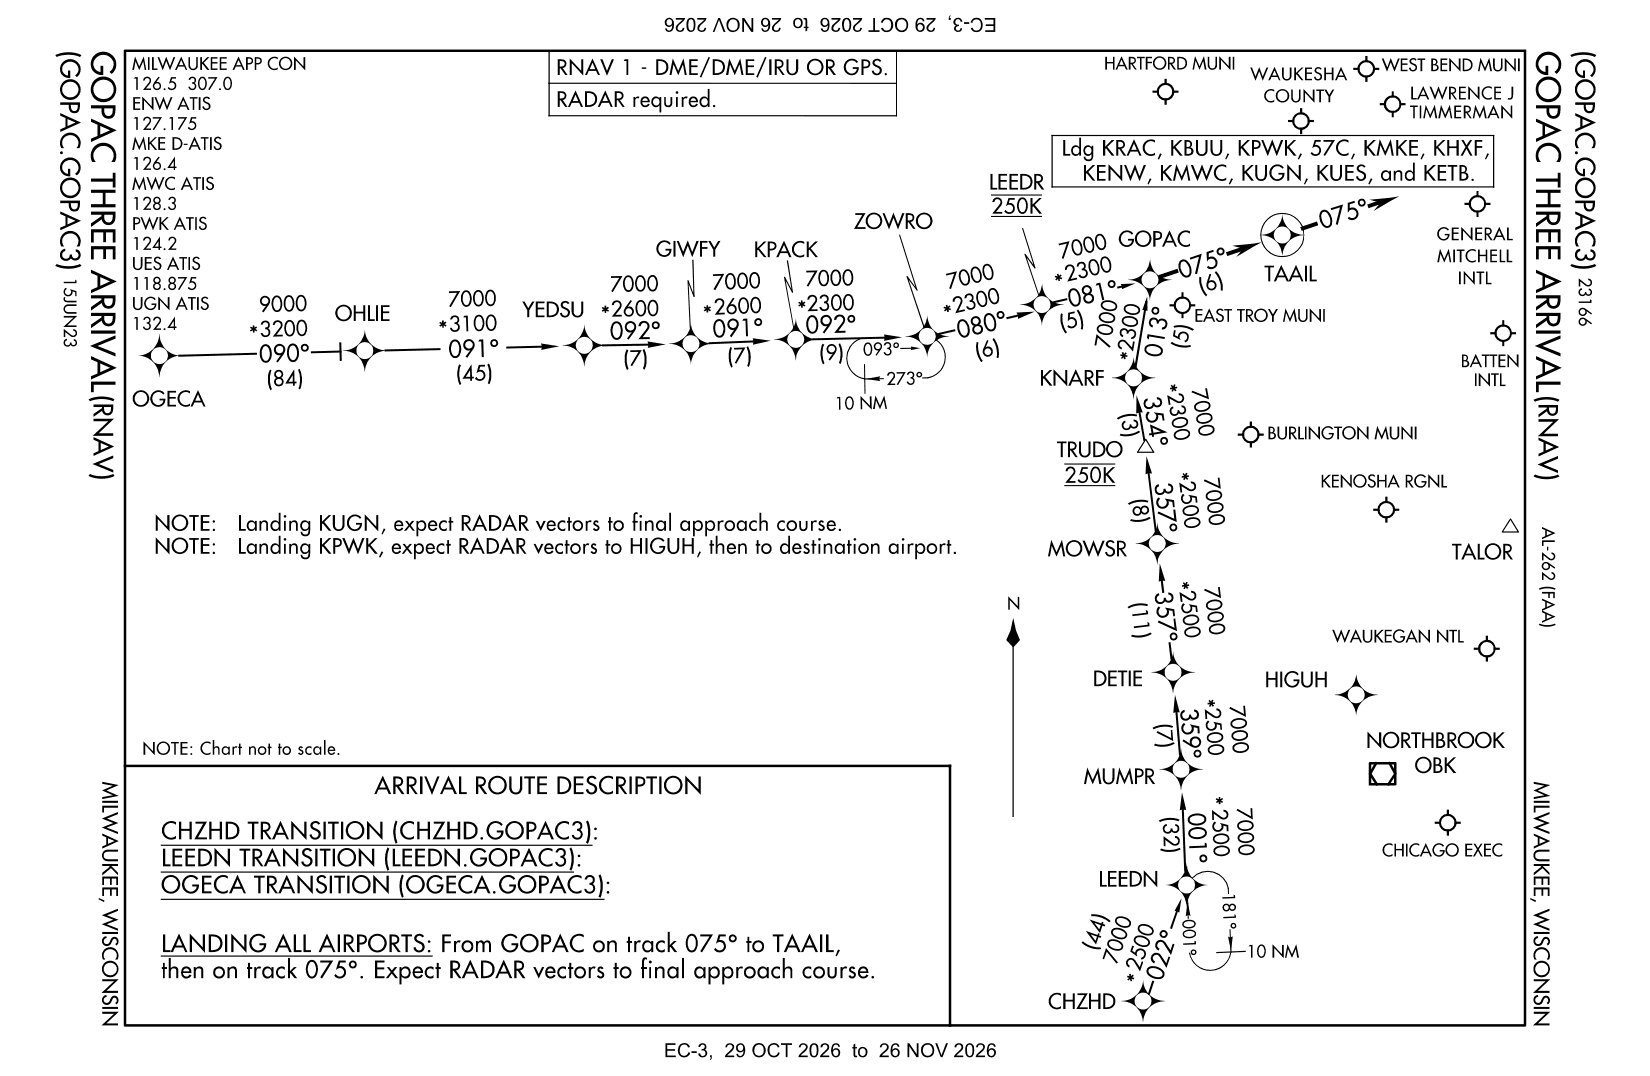 EC-3, 29 OCT 2026 to 26 NOV 2026
(GOPAC.GOPAC3) 15JUN23
GOPAC THREE ARRIVAL (RNAV)
MILWAUKEE, WISCONSIN
MILWAUKEE APP CON
126.5 307.0
ENW ATIS
127.175
MKE D-ATIS
126.4
MWC ATIS
128.3
PWK ATIS
124.2
UES ATIS
118.875
UGN ATIS
132.4
RNAV 1 - DME/DME/IRU OR GPS.
RADAR required.
HARTFORD MUNI
WAUKESHA
COUNTY
WEST BEND MUNI
LAWRENCE J
TIMMERMAN
Ldg KRAC, KBUU, KPWK, 57C, KMKE, KHXF,
KENW, KMWC, KUGN, KUES, and KETB.
OGECA
9000
*3200
090°
(84)
OHLIE
7000
*3100
091°
(45)
YEDSU
7000
*2600
092°
(7)
GIWFY
7000
*2600
091°
(7)
KPACK
7000
*2300
092°
(9)
ZOWRO
093°
273°
10 NM
7000
*2300
080°
(6)
LEEDR
250K
7000
*2300
081°
(5)
GOPAC
075°
(6)
TAAIL
075°
GENERAL
MITCHELL
INTL
EAST TROY MUNI
BATTEN
INTL
7000
*2300
013°
(5)
KNARF
7000
*2300
354°
(3)
TRUDO
250K
BURLINGTON MUNI
KENOSHA RGNL
7000
*2500
357°
(8)
MOWSR
TALOR
7000
*2500
357°
(11)
DETIE
WAUKEGAN NTL
HIGUH
7000
*2500
359°
(7)
MUMPR
NORTHBROOK
OBK
CHICAGO EXEC
7000
*2500
001°
(32)
LEEDN
181°
001°
10 NM
(44)
7000
*2500
022°
CHZHD
N
NOTE: Landing KUGN, expect RADAR vectors to final approach course.
NOTE: Landing KPWK, expect RADAR vectors to HIGUH, then to destination airport.
NOTE: Chart not to scale.
ARRIVAL ROUTE DESCRIPTION
CHZHD TRANSITION (CHZHD.GOPAC3):
LEEDN TRANSITION (LEEDN.GOPAC3):
OGECA TRANSITION (OGECA.GOPAC3):
LANDING ALL AIRPORTS: From GOPAC on track 075° to TAAIL,
then on track 075°. Expect RADAR vectors to final approach course.
GOPAC THREE ARRIVAL (RNAV)
(GOPAC.GOPAC3) 23166
AL-262 (FAA)
MILWAUKEE, WISCONSIN
EC-3, 29 OCT 2026 to 26 NOV 2026